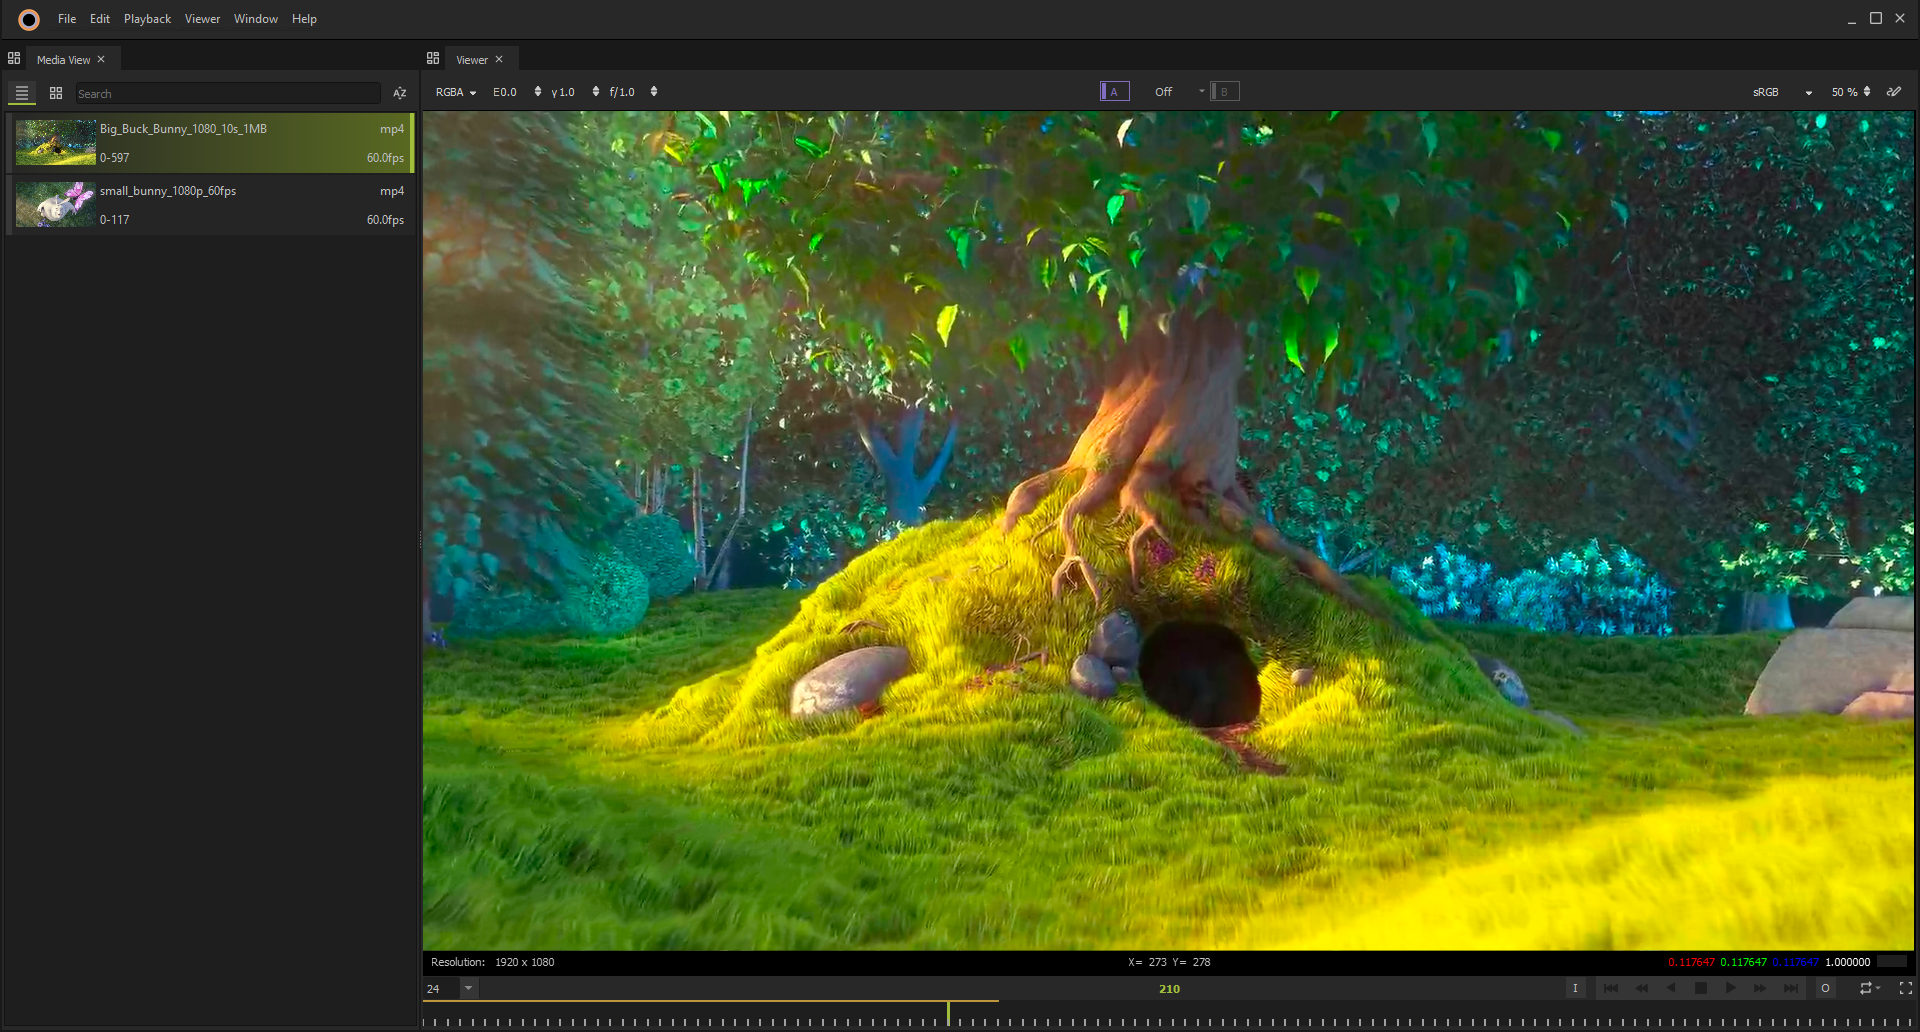 File Edit Playback Viewer Window Help
Media View
Viewer
Search
AZ
RGBA E0.0 γ 1.0 f/1.0 A Off B sRGB 50 %
Big_Buck_Bunny_1080_10s_1MB mp4
0-597 60.0fps
small_bunny_1080p_60fps mp4
0-117 60.0fps
Resolution: 1920 x 1080 X= 273 Y= 278 0.117647 0.117647 0.117647 1.000000
24 210 I O